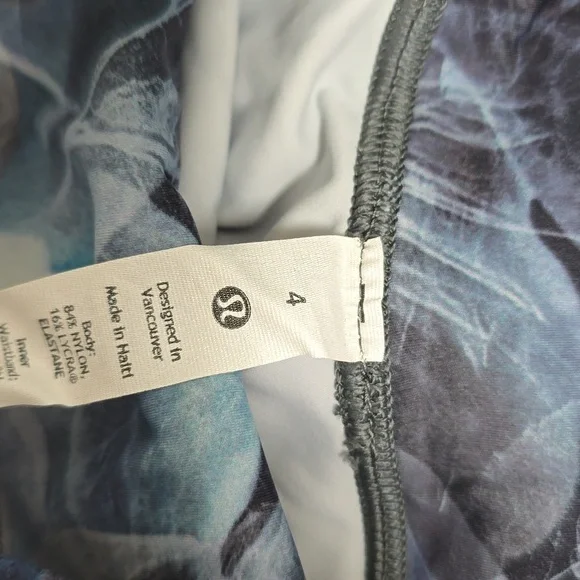 4
Designed in
Vancouver
Made in Haiti
Body:
84% NYLON,
16% LYCRA®
ELASTANE
Inner
Waistband: